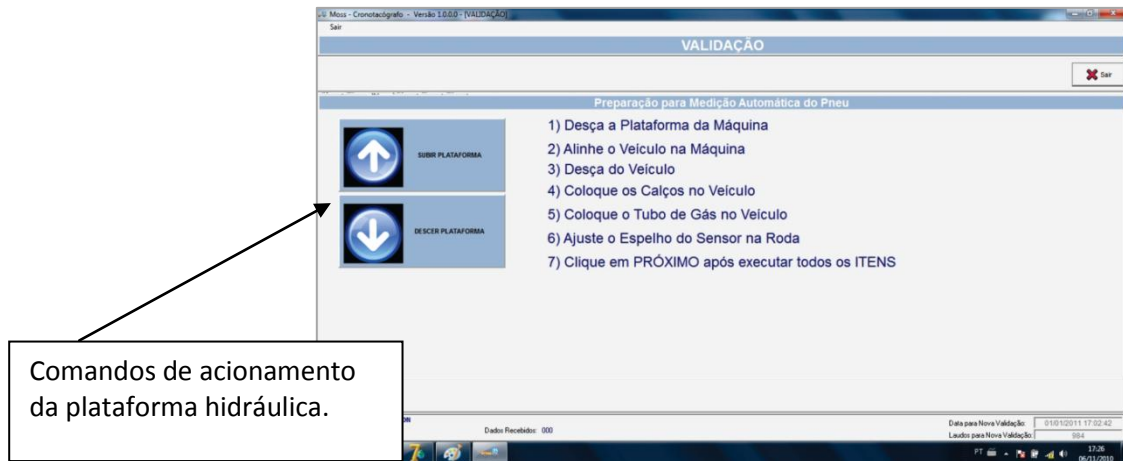 Moss - Cronotacógrafo - Versão 1.0.0.0 - [VALIDAÇÃO]
Sair
VALIDAÇÃO
Sair
Preparação para Medição Automática do Pneu
SUBIR PLATAFORMA
DESCER PLATAFORMA
1) Desça a Plataforma da Máquina
2) Alinhe o Veiculo na Máquina
3) Desça do Veículo
4) Coloque os Calços no Veiculo
5) Coloque o Tubo de Gás no Veiculo
6) Ajuste o Espelho do Sensor na Roda
7) Clique em PRÓXIMO após executar todos os ITENS
Comandos de acionamento
da plataforma hidráulica.
Dados Recebidos: 000
Data para Nova Validação: 01/01/2011 17:02:42
Laudos para Nova Validação: 984
PT 17:26
06/11/2010